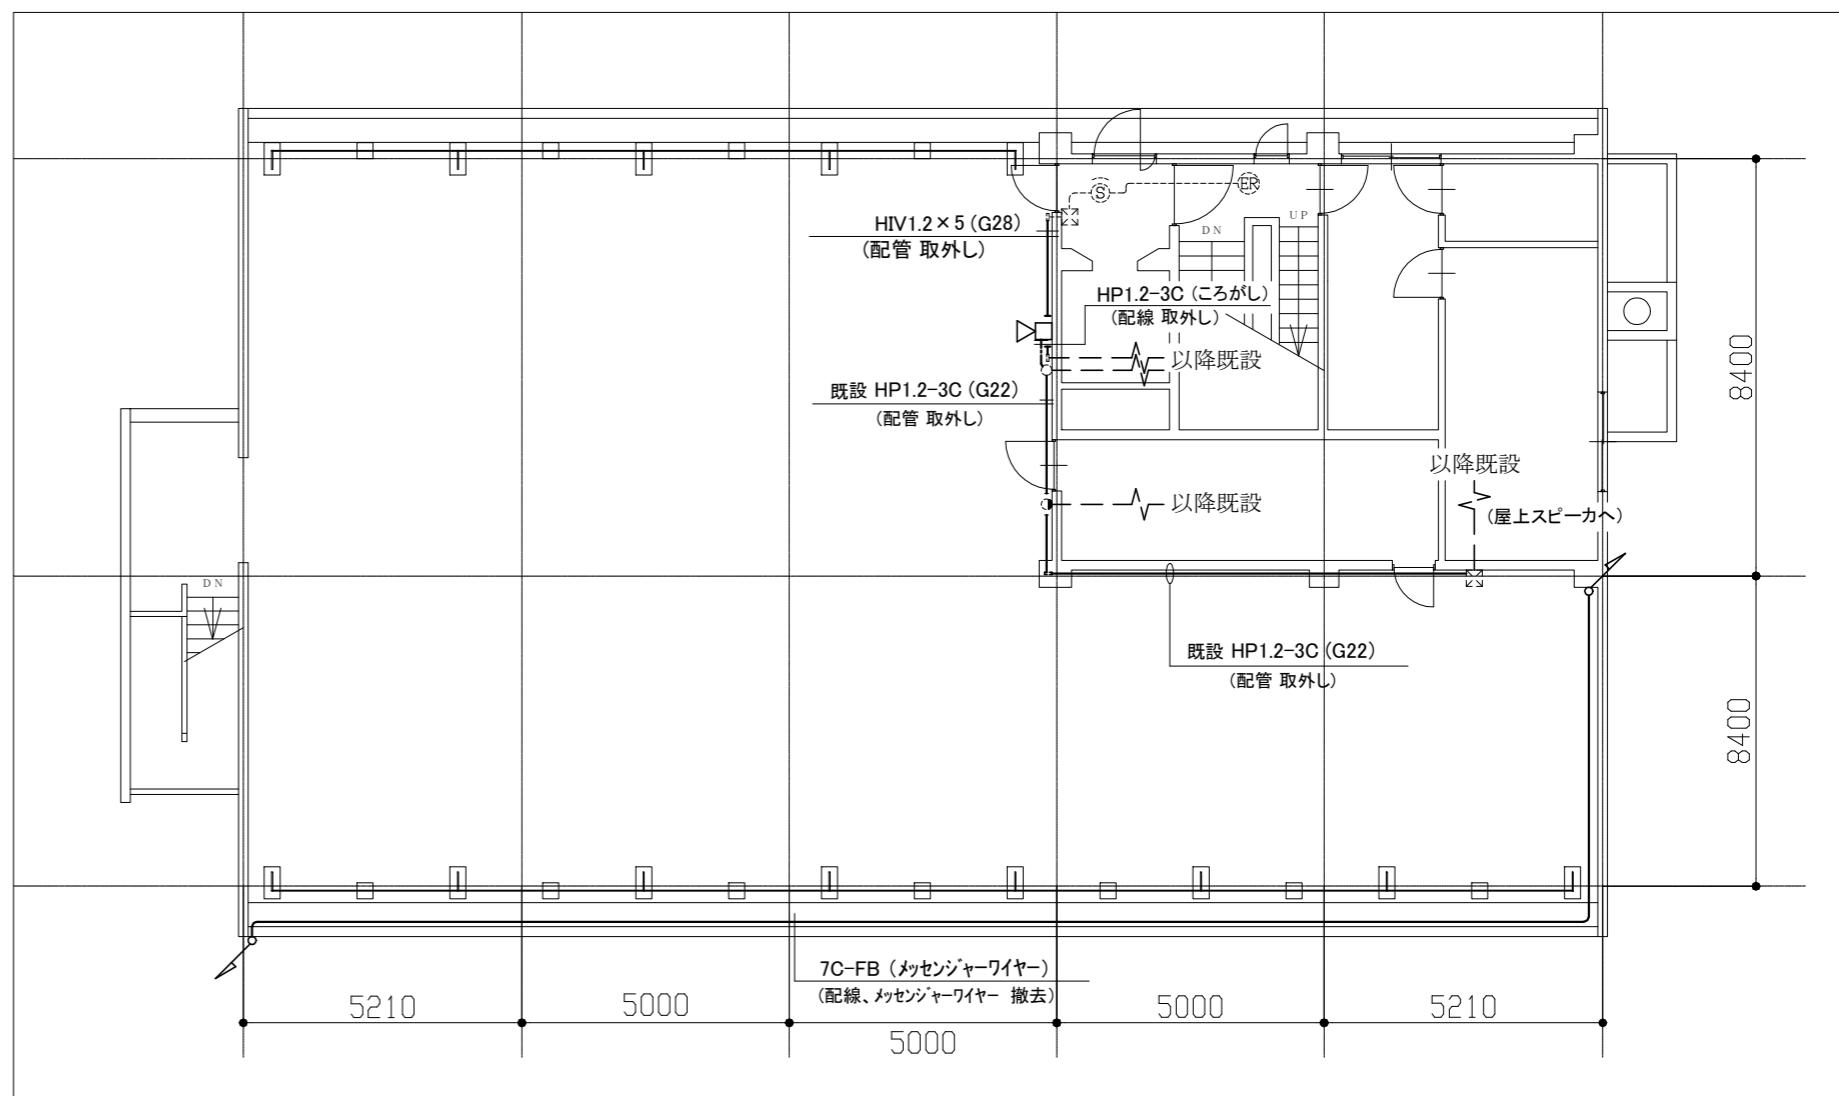 HIV1.2×5 (G28)
(配管 取外し)
S
ER
DN
UP
HP1.2-3C (ころがし)
(配線 取外し)
以降既設
既設 HP1.2-3C (G22)
(配管 取外し)
8400
以降既設
以降既設
(屋上スピーカへ)
DN
既設 HP1.2-3C (G22)
(配管 取外し)
8400
7C-FB (メッセンジャーワイヤー)
(配線、メッセンジャーワイヤー 撤去)
5210
5000
5000
5000
5210